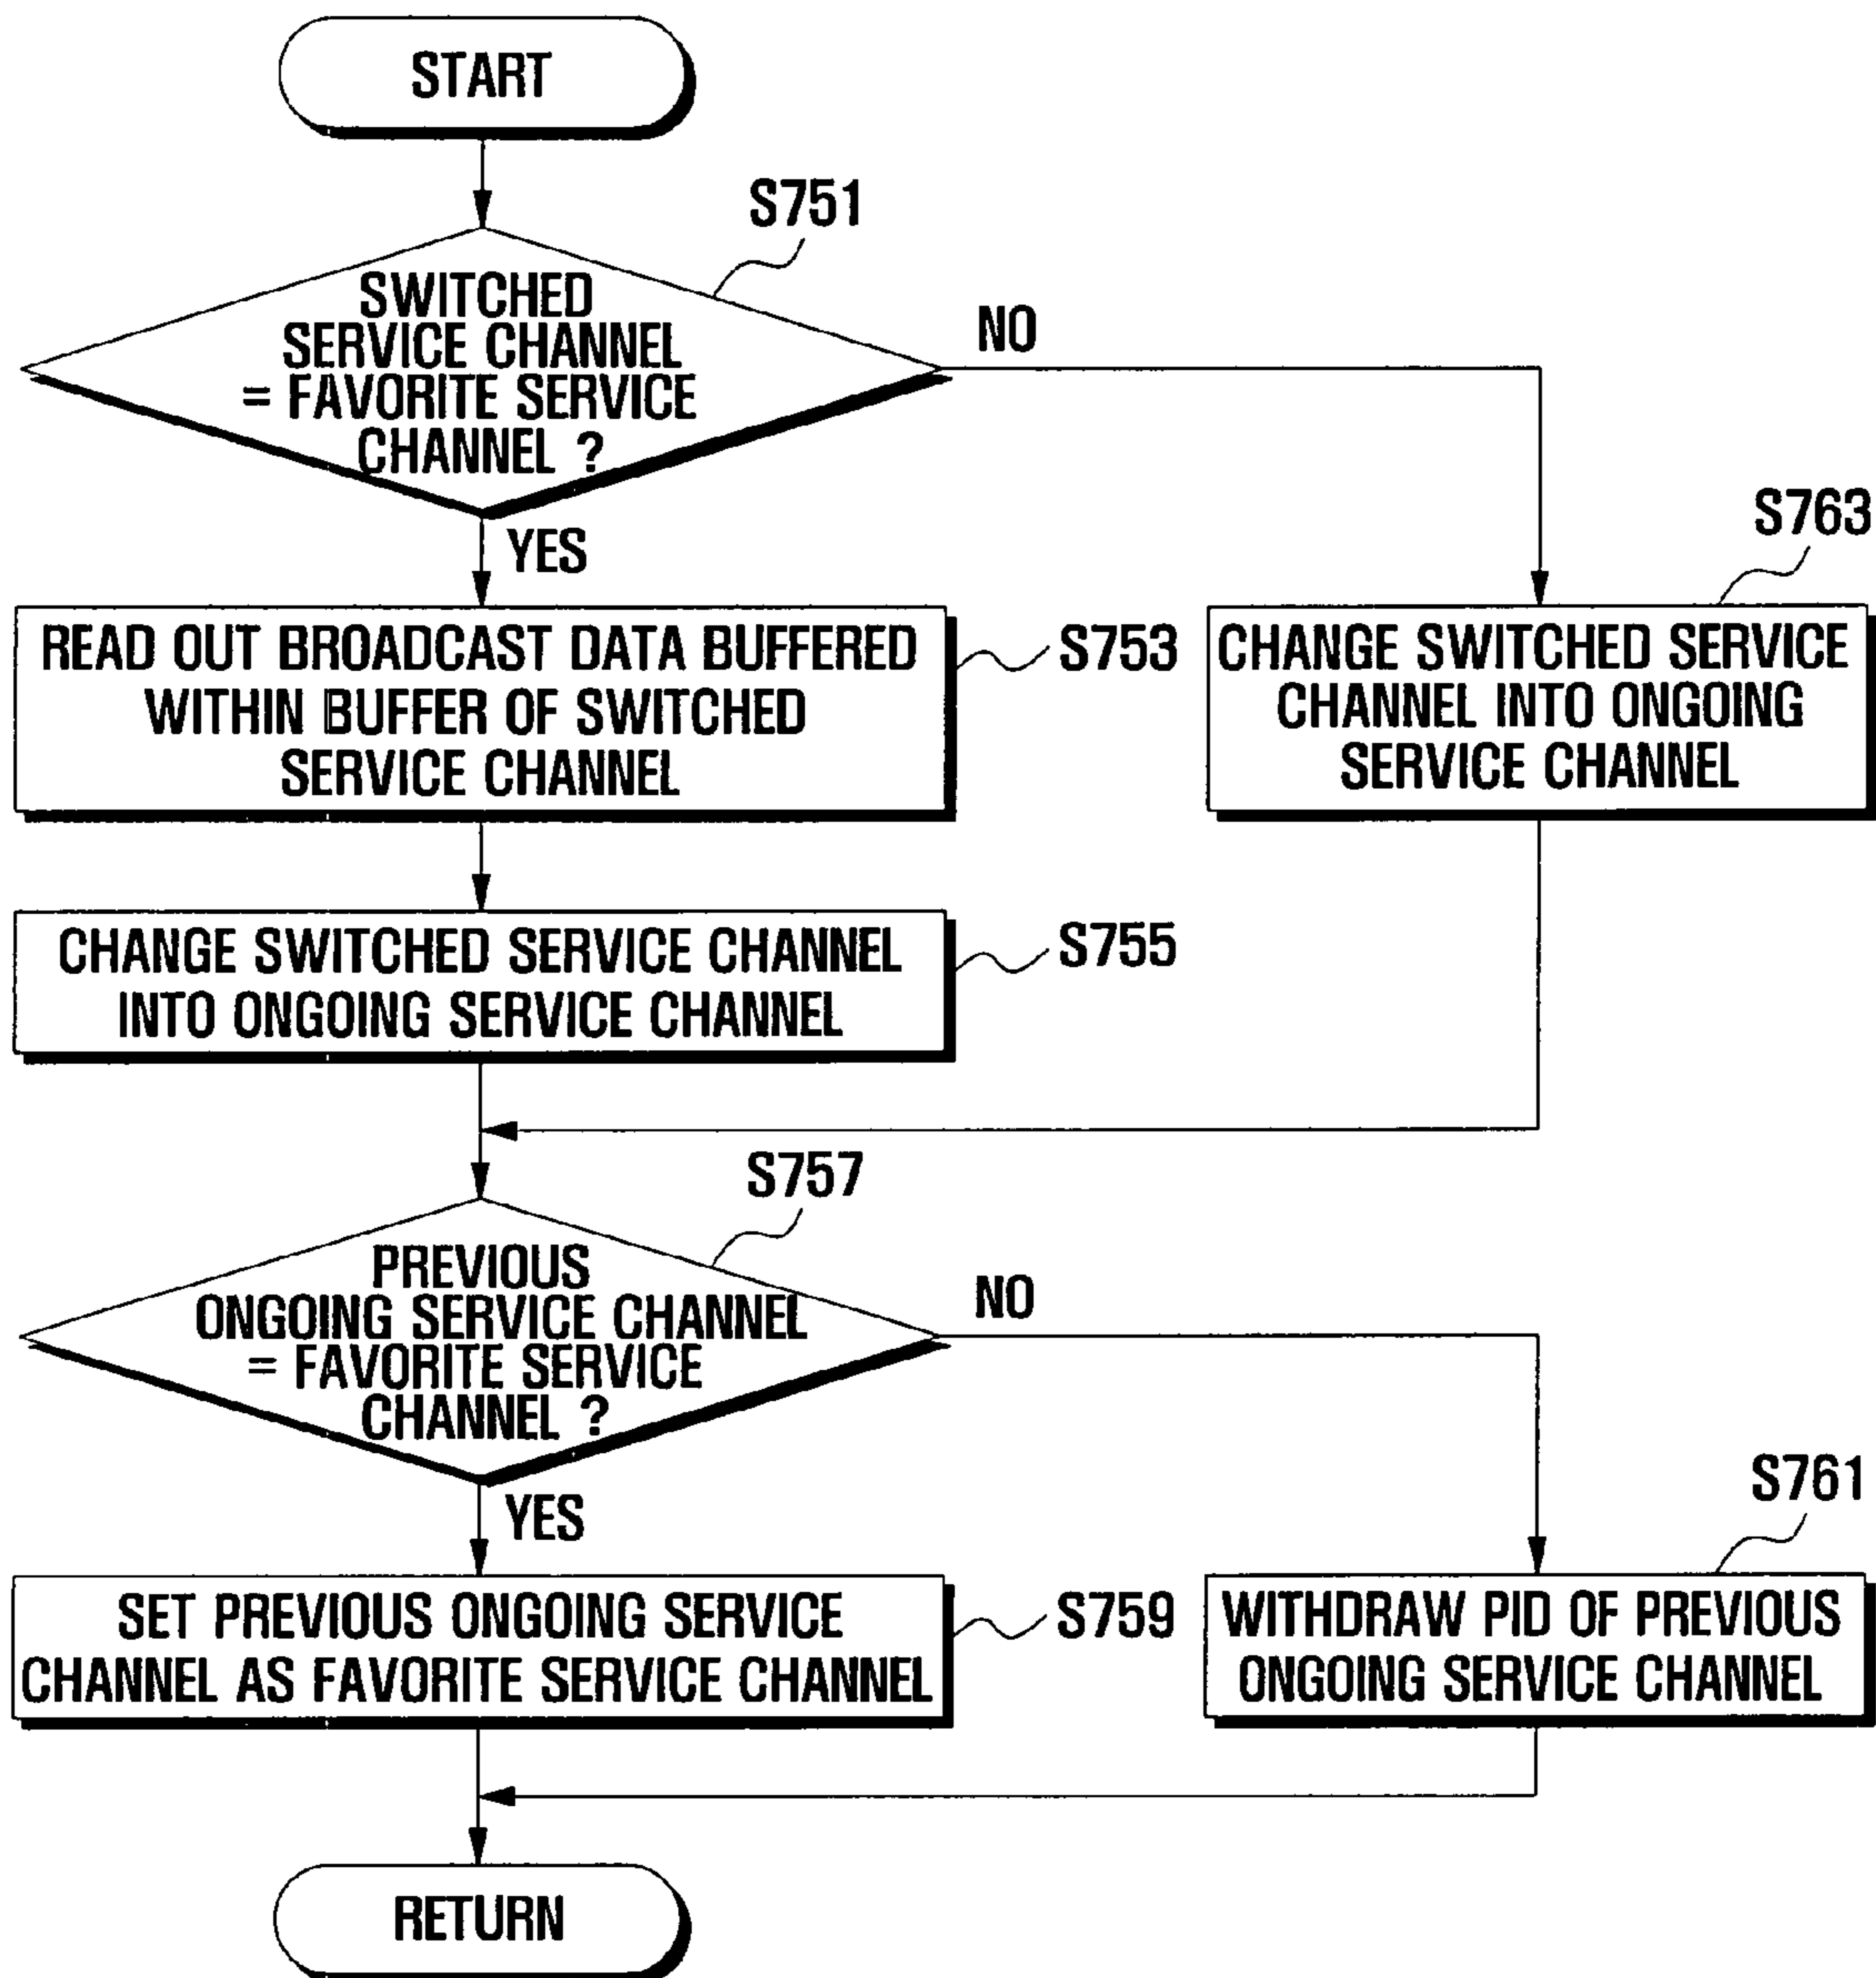 START
S751
SWITCHED
SERVICE CHANNEL
= FAVORITE SERVICE
CHANNEL ?
NO
YES
S763
READ OUT BROADCAST DATA BUFFERED
WITHIN BUFFER OF SWITCHED
SERVICE CHANNEL
S753
CHANGE SWITCHED SERVICE
CHANNEL INTO ONGOING
SERVICE CHANNEL
CHANGE SWITCHED SERVICE CHANNEL
INTO ONGOING SERVICE CHANNEL
S755
S757
PREVIOUS
ONGOING SERVICE CHANNEL
= FAVORITE SERVICE
CHANNEL ?
NO
YES
S761
SET PREVIOUS ONGOING SERVICE
CHANNEL AS FAVORITE SERVICE CHANNEL
S759
WITHDRAW PID OF PREVIOUS
ONGOING SERVICE CHANNEL
RETURN